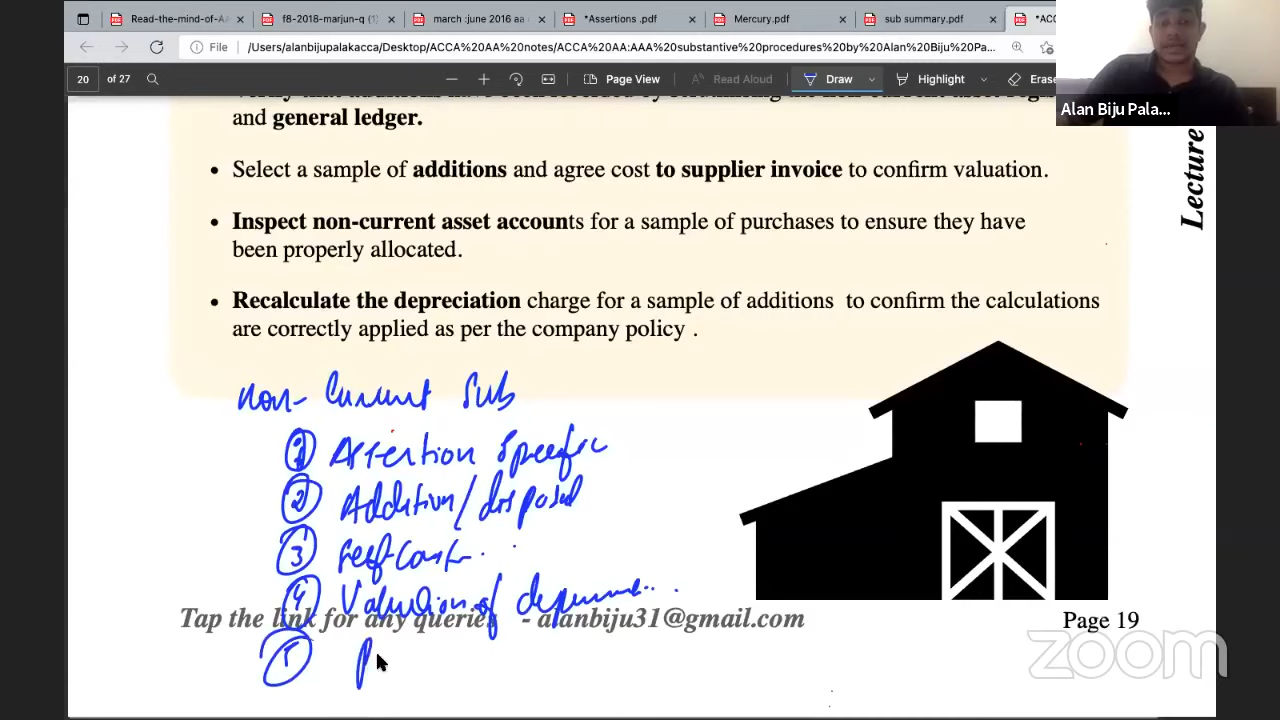 Read-the-mind-of-A
f8-2018-marjun-q (1)
march :june 2016 aa
*Assertions .pdf
Mercury.pdf
sub summary.pdf
*ACC
File
/Users/alanbijupalakacca/Desktop/ACCA%20AA%20notes/ACCA%20AA:AAA%20substantive%20procedures%20by%20Alan%20Biju%20Pa...
20 of 27
Page View
Read Aloud
Draw
Highlight
Erase
Alan Biju Pala...
and general ledger.
Lecture
• Select a sample of additions and agree cost to supplier invoice to confirm valuation.
• Inspect non-current asset accounts for a sample of purchases to ensure they have
been properly allocated.
• Recalculate the depreciation charge for a sample of additions to confirm the calculations
are correctly applied as per the company policy .
non- Current Sub
1 Assertion Specific
2 Addition/disposal
3
4 Valuation of
Tap the link for any queries - alanbiju31@gmail.com
Page 19
5 P
zoom